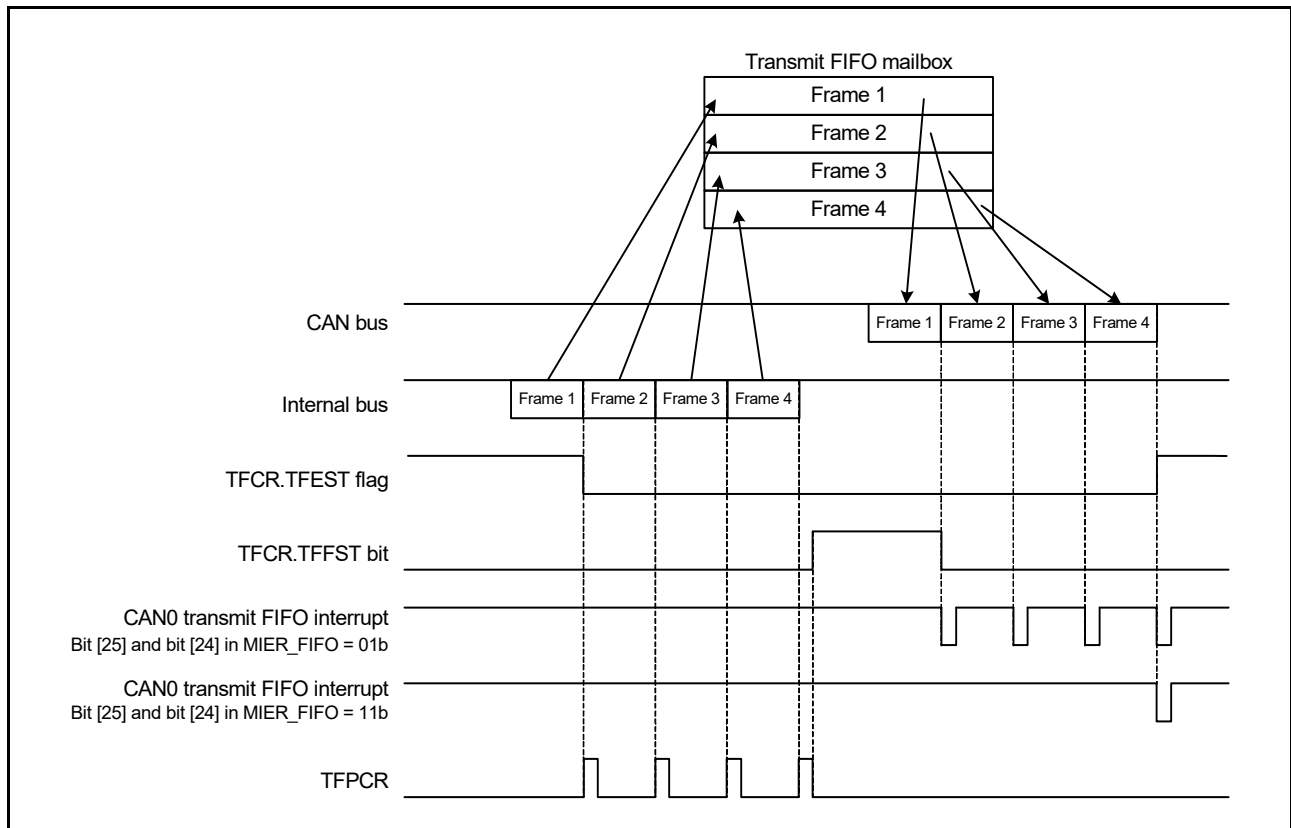 Transmit FIFO mailbox
Frame 1
Frame 2
Frame 3
Frame 4
CAN bus
Frame 1 Frame 2 Frame 3 Frame 4
Internal bus
Frame 1 Frame 2 Frame 3 Frame 4
TFCR.TFEST flag
TFCR.TFFST bit
CAN0 transmit FIFO interrupt
Bit [25] and bit [24] in MIER_FIFO = 01b
CAN0 transmit FIFO interrupt
Bit [25] and bit [24] in MIER_FIFO = 11b
TFPCR